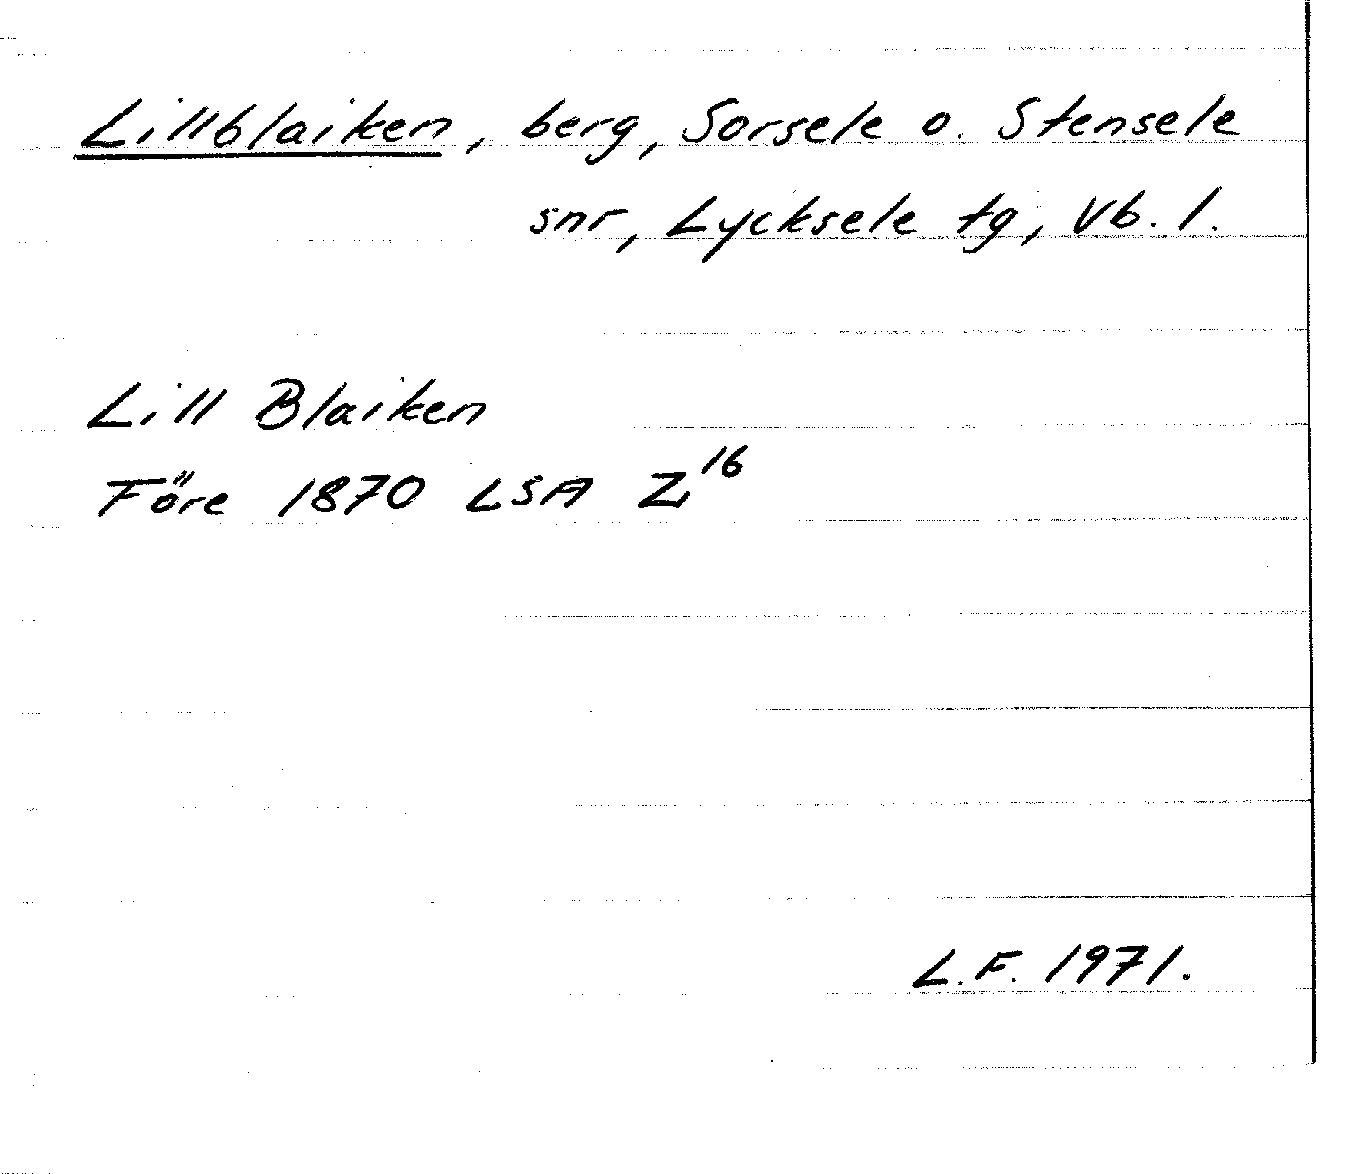 Lillblaiken, berg, Sorsele o. Stensele
snr, Lycksele tg, Vb. l.
Lill Blaiken
Före 1870 LSA Z¹⁶
L.F. 1971.